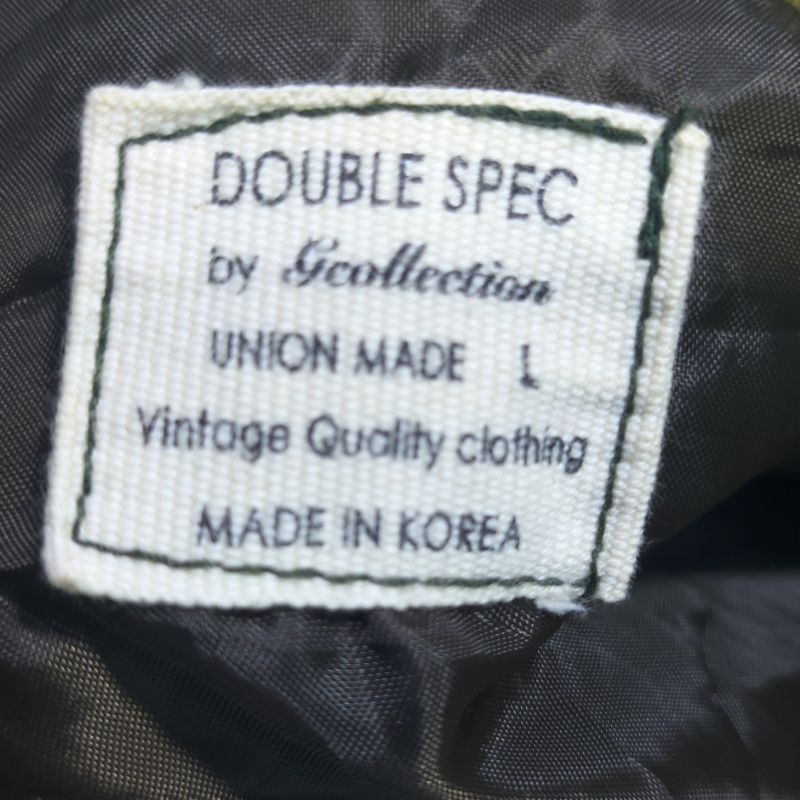 DOUBLE SPEC
by Gcollection
UNION MADE L
Vintage Quality clothing
MADE IN KOREA